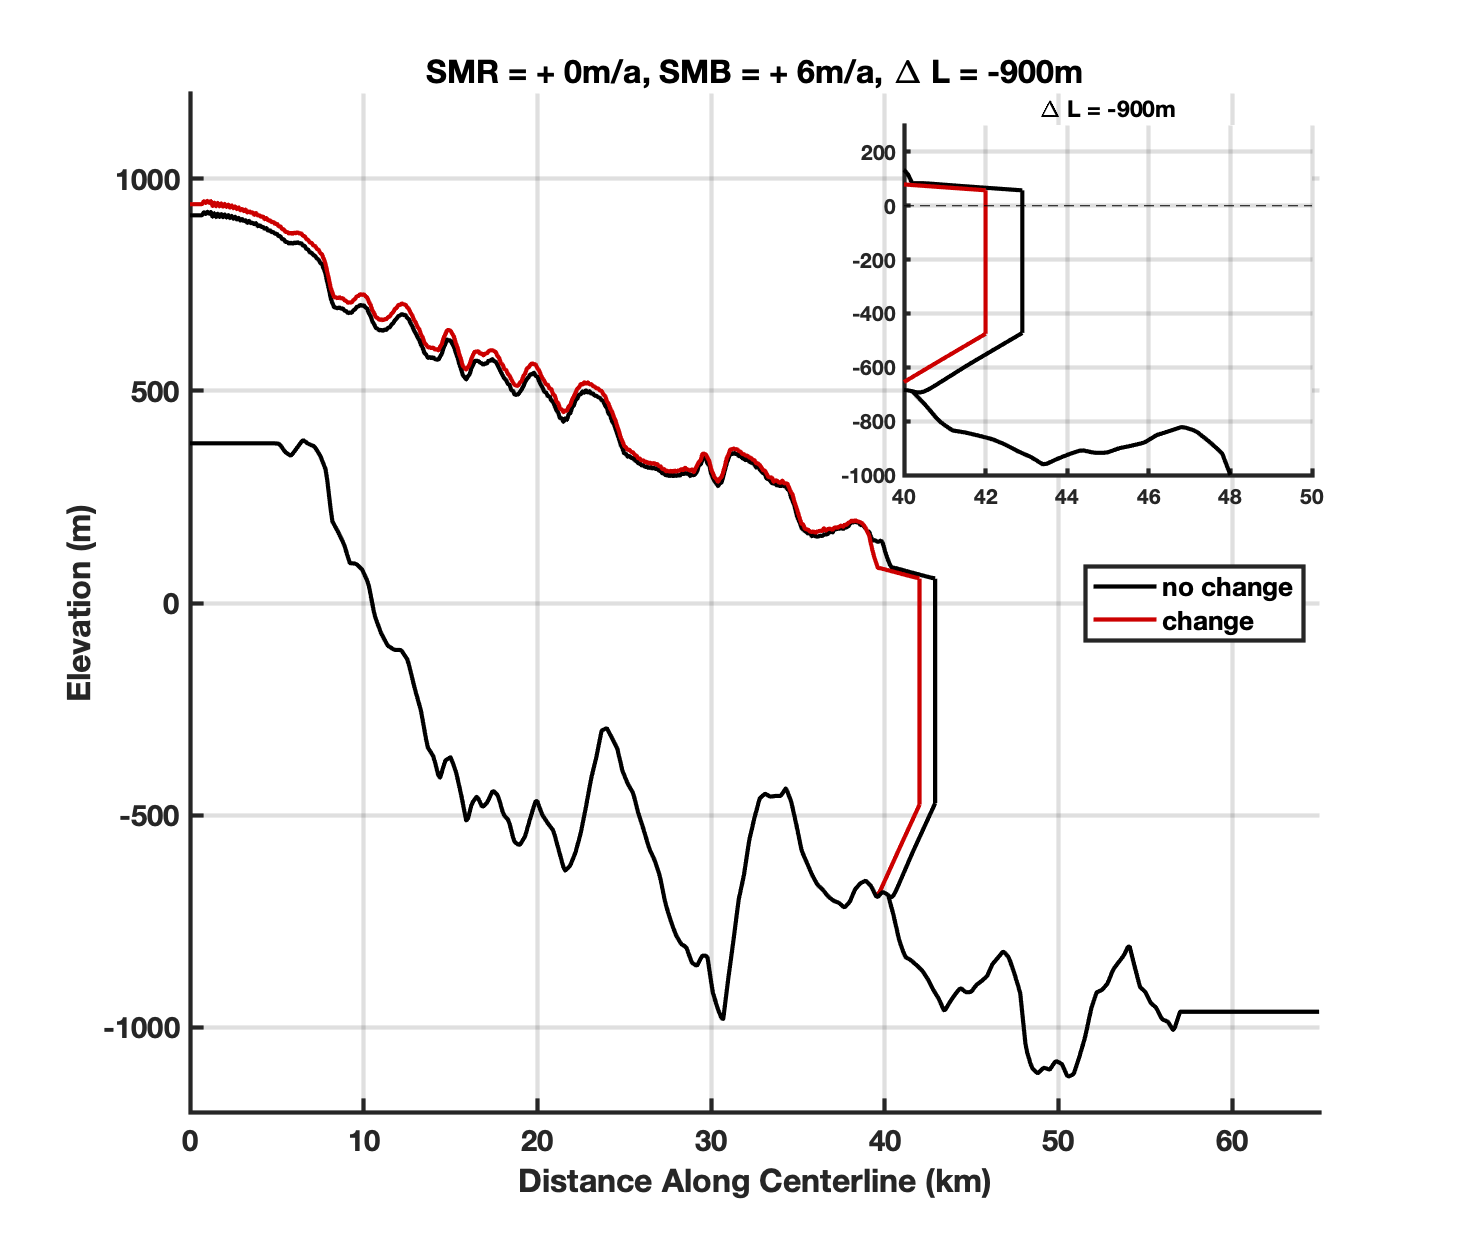 SMR = + 0m/a, SMB = + 6m/a, Δ L = -900m
Δ L = -900m
200
0
-200
-400
-600
-800
-1000
40 42 44 46 48 50
1000
500
0
-500
-1000
Elevation (m)
no change
change
0 10 20 30 40 50 60
Distance Along Centerline (km)